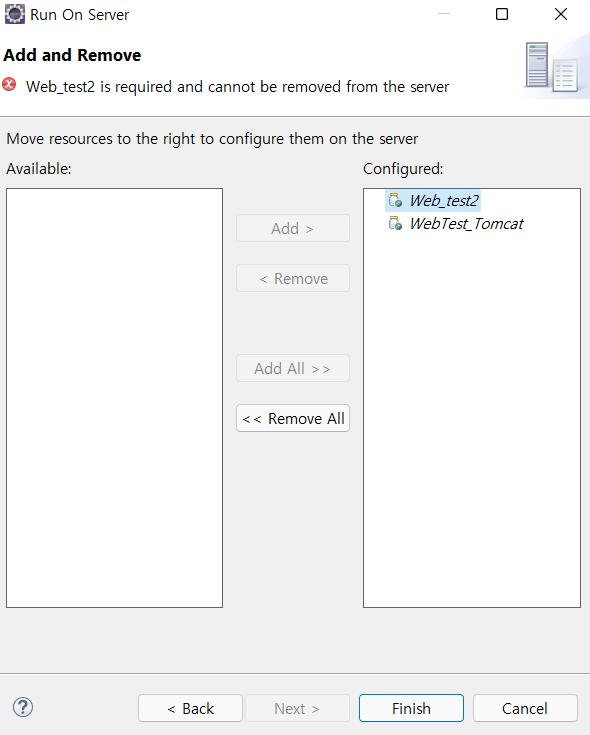 Run On Server
Add and Remove
Web_test2 is required and cannot be removed from the server
Move resources to the right to configure them on the server
Available:
Configured:
Web_test2
WebTest_Tomcat
Add >
< Remove
Add All >>
<< Remove All
?
< Back
Next >
Finish
Cancel